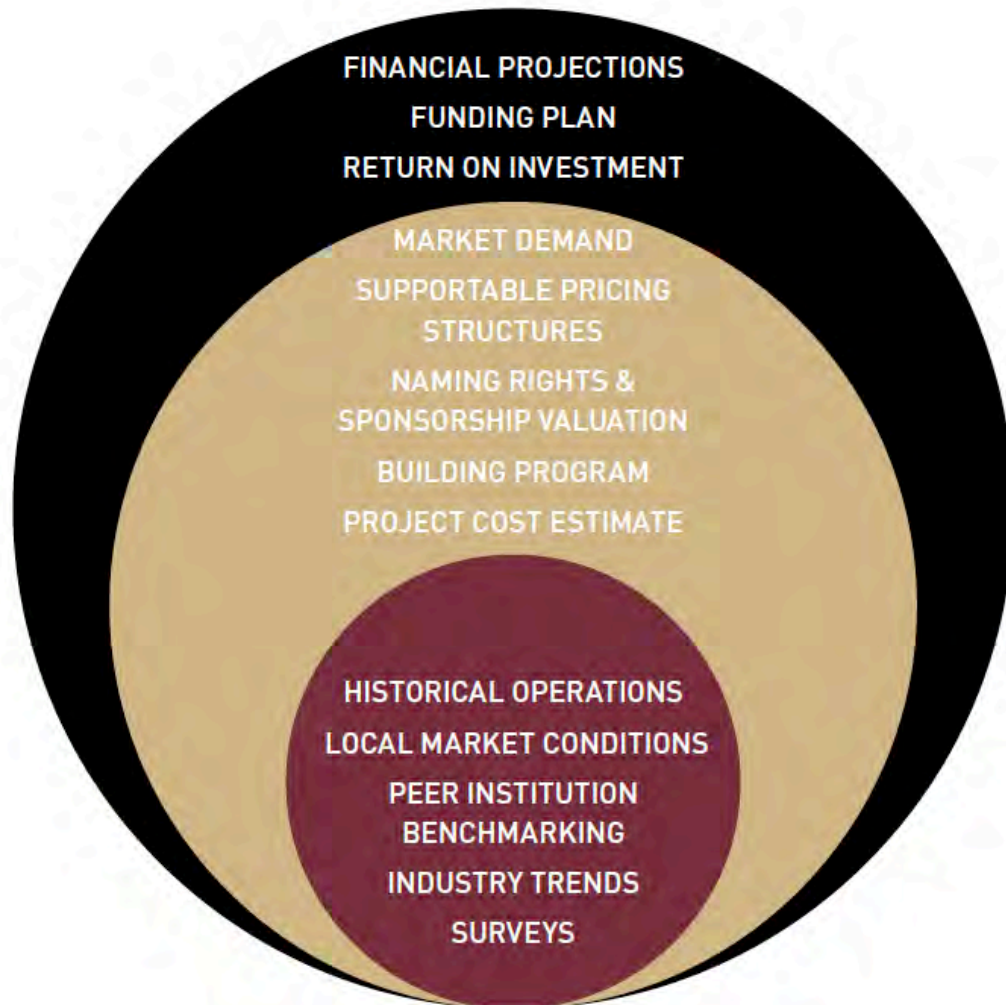 FINANCIAL PROJECTIONS
FUNDING PLAN
RETURN ON INVESTMENT
MARKET DEMAND
SUPPORTABLE PRICING
STRUCTURES
NAMING RIGHTS &
SPONSORSHIP VALUATION
BUILDING PROGRAM
PROJECT COST ESTIMATE
HISTORICAL OPERATIONS
LOCAL MARKET CONDITIONS
PEER INSTITUTION
BENCHMARKING
INDUSTRY TRENDS
SURVEYS